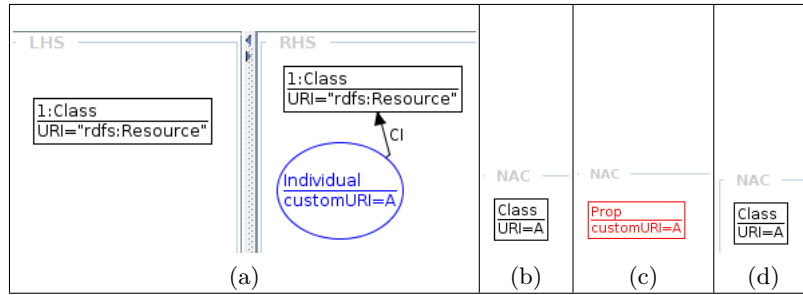 LHS
1:Class
URI="rdfs:Resource"
RHS
1:Class
URI="rdfs:Resource"
CI
Individual
customURI=A
(a)
NAC
Class
URI=A
(b)
NAC
Prop
customURI=A
(c)
NAC
Class
URI=A
(d)